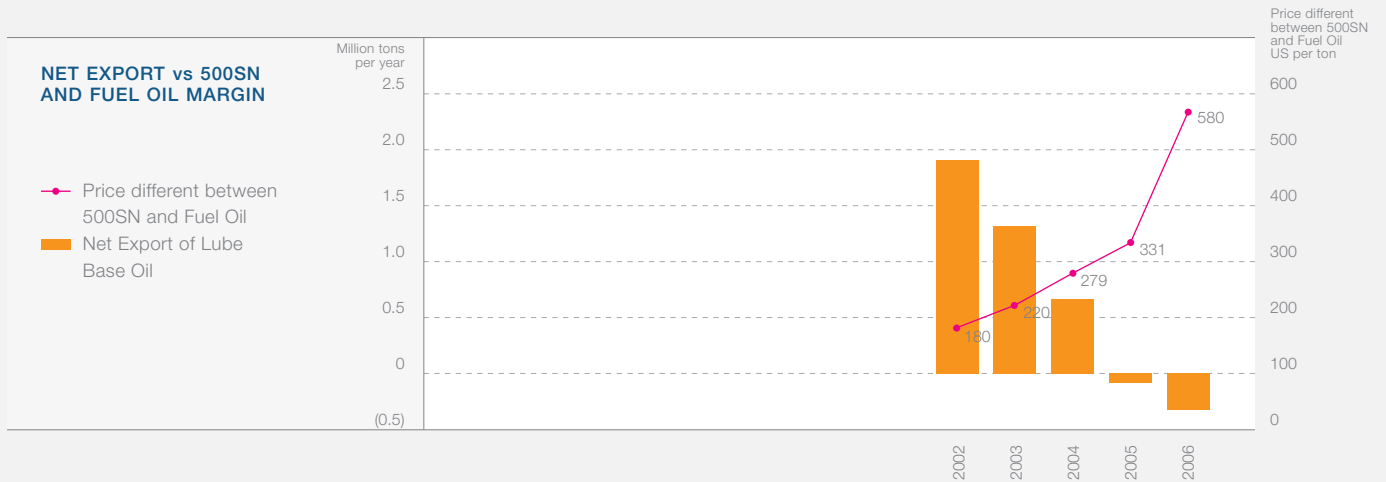 NET EXPORT vs 500SN
AND FUEL OIL MARGIN
Price different between
500SN and Fuel Oil
Net Export of Lube
Base Oil
Million tons
per year
2.5
2.0
1.5
1.0
0.5
0
(0.5)
180
220
279
331
580
2002
2003
2004
2005
2006
Price different
between 500SN
and Fuel Oil
US per ton
600
500
400
300
200
100
0